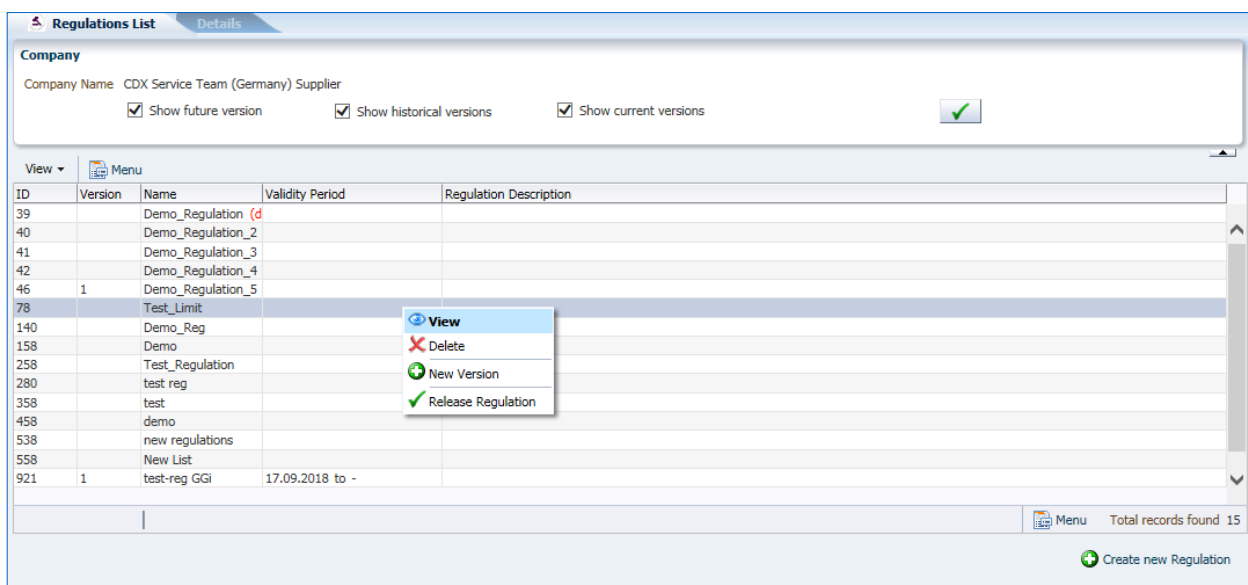 Regulations List Details
Company
Company Name CDX Service Team (Germany) Supplier
Show future version Show historical versions Show current versions
View Menu
ID Version Name Validity Period Regulation Description
39 Demo_Regulation (d
40 Demo_Regulation_2
41 Demo_Regulation_3
42 Demo_Regulation_4
46 1 Demo_Regulation_5
78 Test_Limit
View
140 Demo_Reg
158 Demo
Delete
258 Test_Regulation
New Version
280 test reg
358 test
Release Regulation
458 demo
538 new regulations
558 New List
921 1 test-reg GGi 17.09.2018 to -
Menu Total records found 15
Create new Regulation